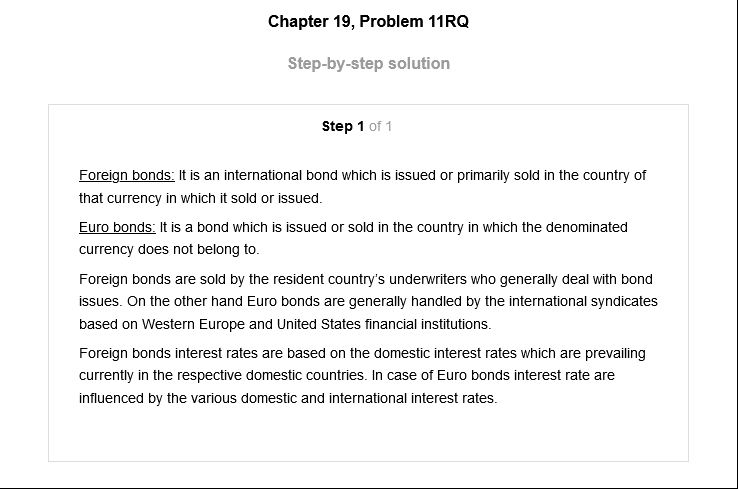 Chapter 19, Problem 11RQ
Step-by-step solution
Step 1 of 1
Foreign bonds: It is an international bond which is issued or primarily sold in the country of
that currency in which it sold or issued.
Euro bonds: It is a bond which is issued or sold in the country in which the denominated
currency does not belong to.
Foreign bonds are sold by the resident country's underwriters who generally deal with bond
issues. On the other hand Euro bonds are generally handled by the international syndicates
based on Western Europe and United States financial institutions.
Foreign bonds interest rates are based on the domestic interest rates which are prevailing
currently in the respective domestic countries. In case of Euro bonds interest rate are
influenced by the various domestic and international interest rates.